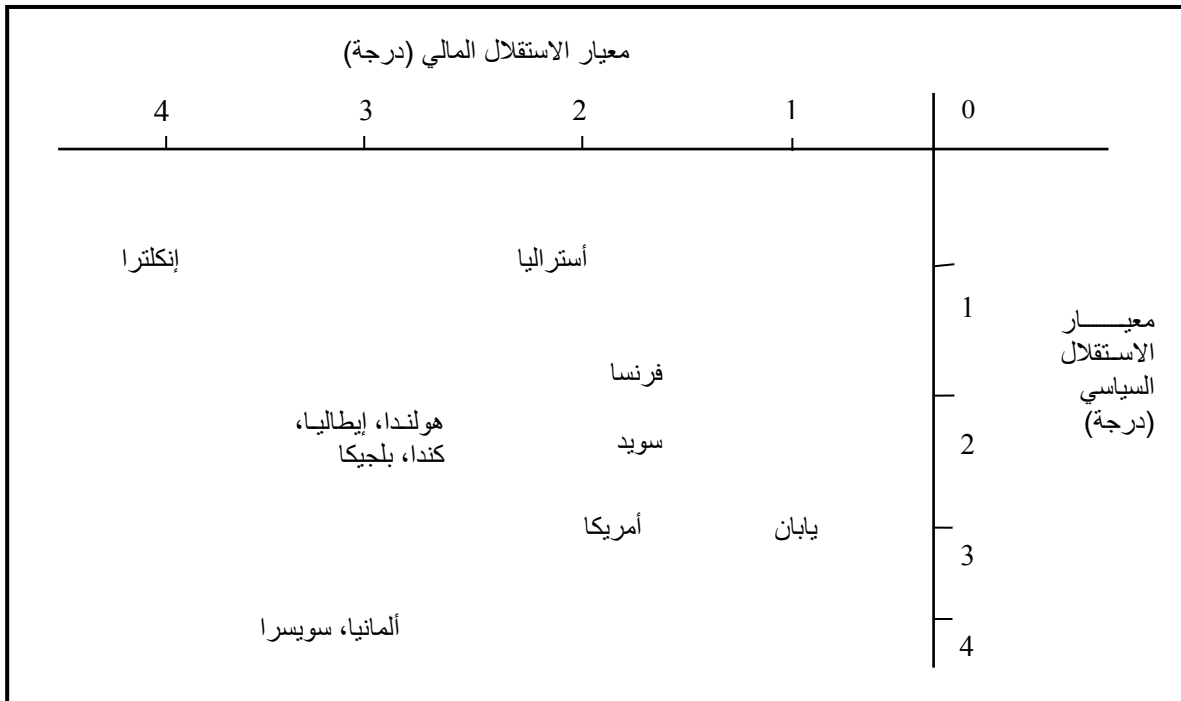 معيار الاستقلال المالي (درجة)
0
1
2
3
4
أستراليا
إنكلترا
1
معيــــــار
الاسـتقلال
السياسي
(درجة)
فرنسا
هولنـدا، إيطاليـا،
كندا، بلجيكا
سويد
2
يابان
أمريكا
3
ألمانيا، سويسرا
4